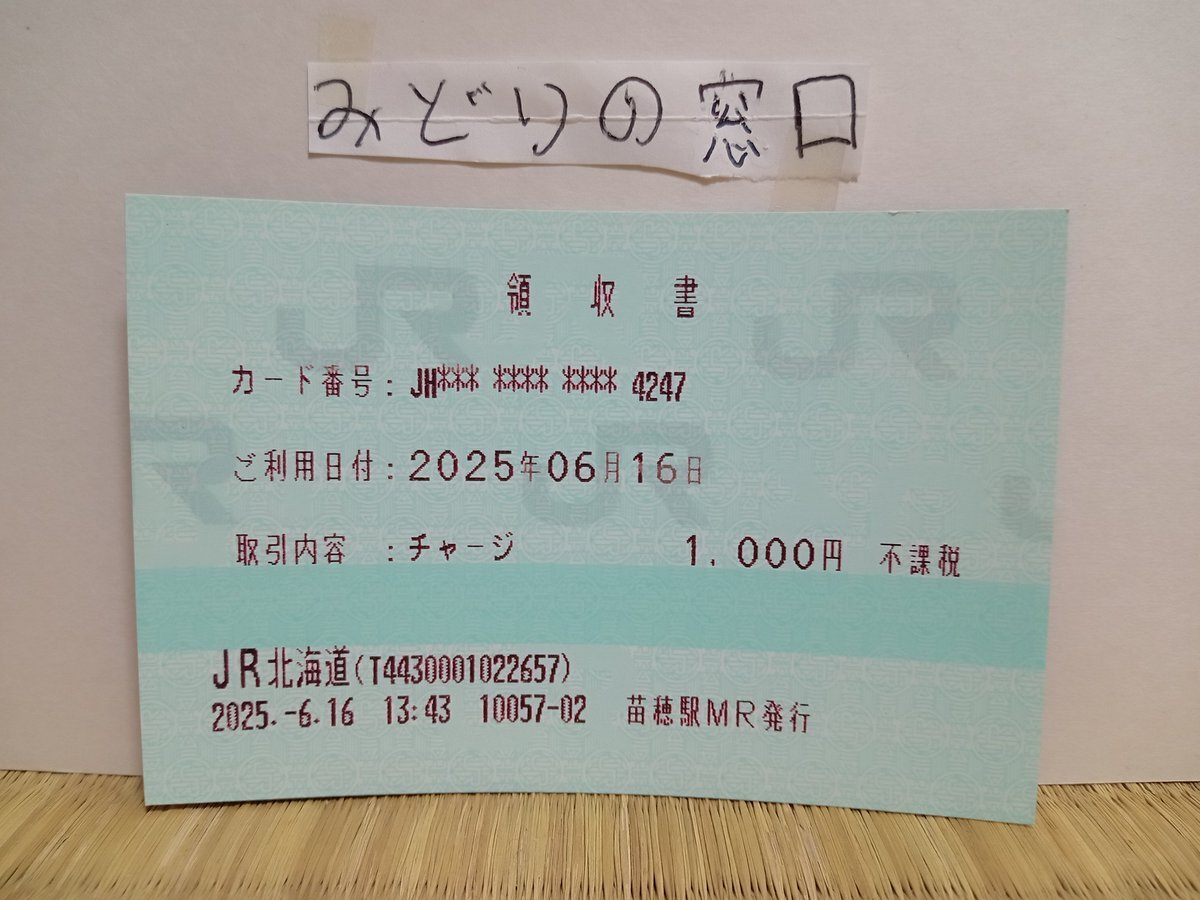 みどりの窓口
領 収 書
カード番号:JH*** **** **** 4247
ご利用日付:2025年06月16日
取引内容 :チャージ 1,000円 不課税
JR北海道(T4430001022657)
2025.-6.16 13:43 10057-02 苗穂駅MR発行